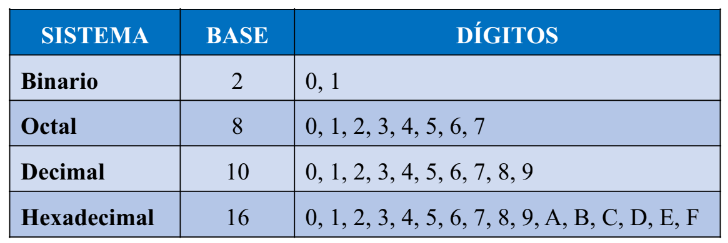 SISTEMA BASE DÍGITOS
Binario 2 0, 1
Octal 8 0, 1, 2, 3, 4, 5, 6, 7
Decimal 10 0, 1, 2, 3, 4, 5, 6, 7, 8, 9
Hexadecimal 16 0, 1, 2, 3, 4, 5, 6, 7, 8, 9, A, B, C, D, E, F